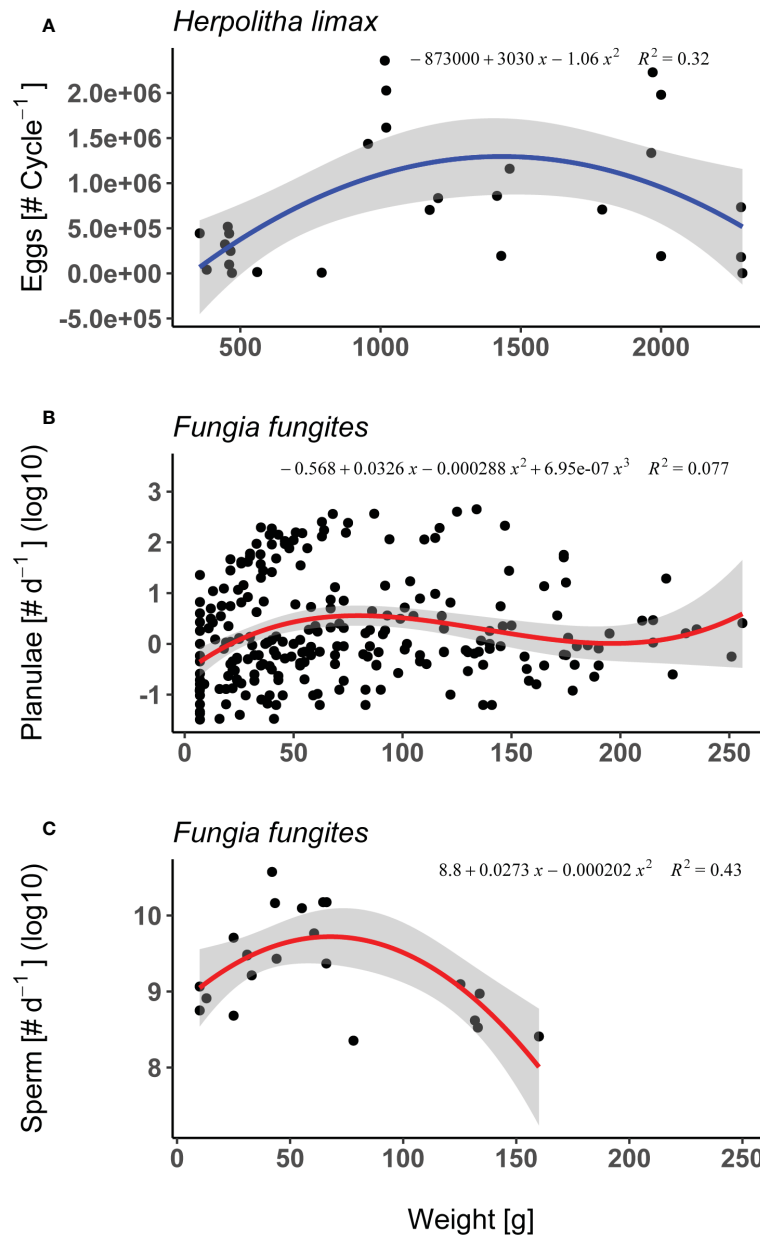 A
Herpolitha limax
− 873000 + 3030 x − 1.06 x² R² = 0.32
Eggs [# Cycle⁻¹ ]
2.0e+06
1.5e+06
1.0e+06
5.0e+05
0.0e+00
-5.0e+05
500 1000 1500 2000
B
Fungia fungites
− 0.568 + 0.0326 x − 0.000288 x² + 6.95e-07 x³ R² = 0.077
Planulae [# d⁻¹ ] (log10)
3
2
1
0
-1
0 50 100 150 200 250
C
Fungia fungites
8.8 + 0.0273 x − 0.000202 x² R² = 0.43
Sperm [# d⁻¹ ] (log10)
10
9
8
0 50 100 150 200 250
Weight [g]